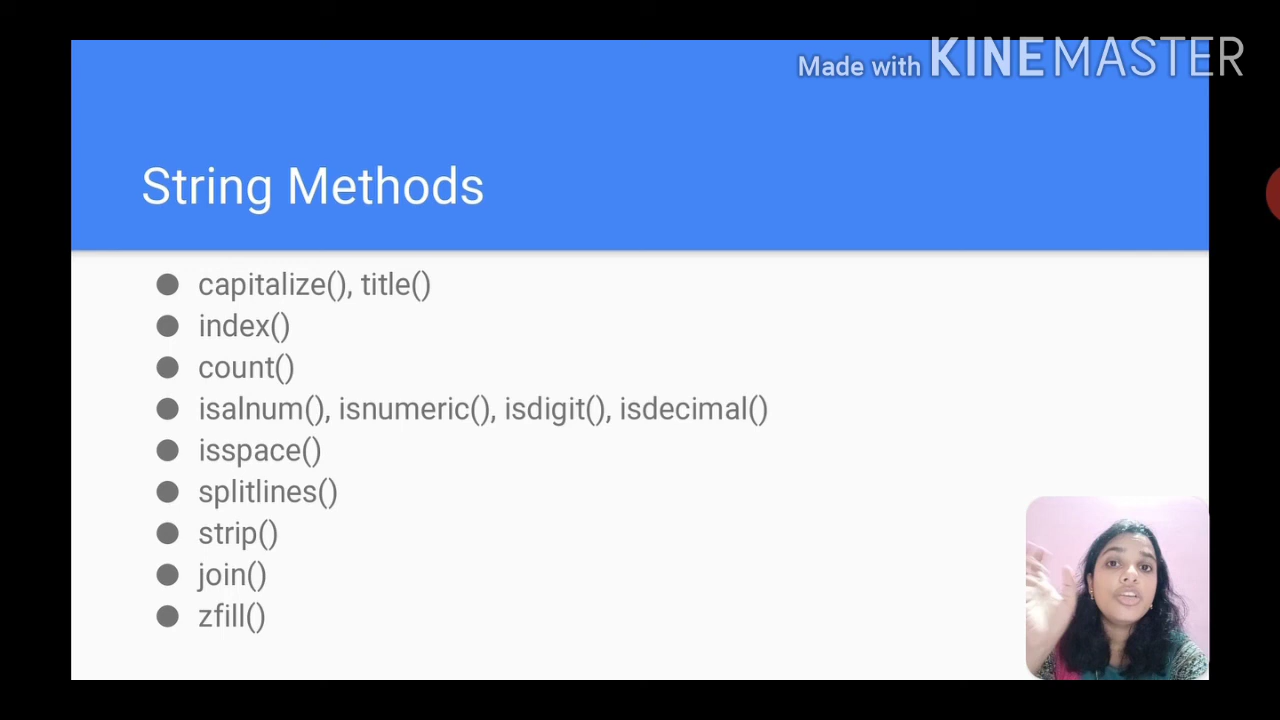 Made with KINEMASTER
String Methods
capitalize(), title()
index()
count()
isalnum(), isnumeric(), isdigit(), isdecimal()
isspace()
splitlines()
strip()
join()
zfill()